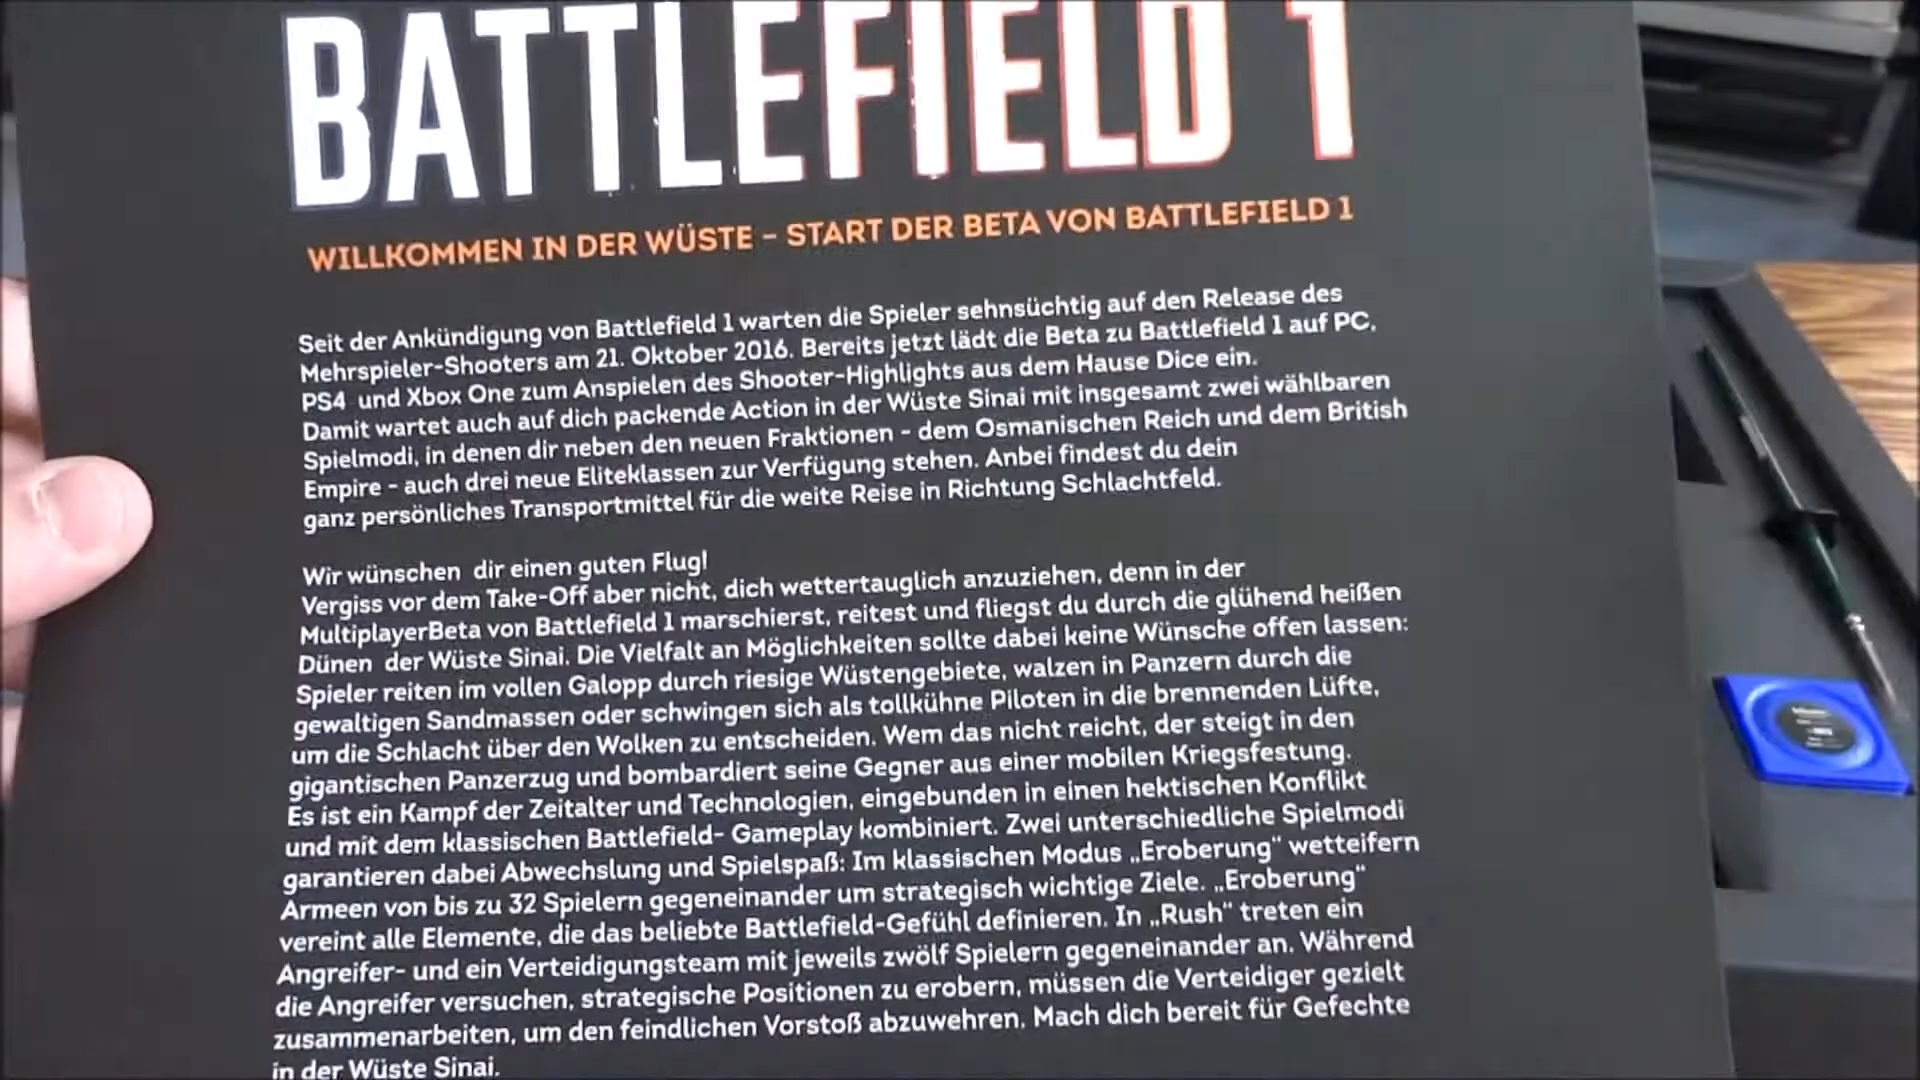 BATTLEFIELD 1
WILLKOMMEN IN DER WÜSTE – START DER BETA VON BATTLEFIELD 1
Seit der Ankündigung von Battlefield 1 warten die Spieler sehnsüchtig auf den Release des
Mehrspieler-Shooters am 21. Oktober 2016. Bereits jetzt lädt die Beta zu Battlefield 1 auf PC,
PS4 und Xbox One zum Anspielen des Shooter-Highlights aus dem Hause Dice ein.
Damit wartet auch auf dich packende Action in der Wüste Sinai mit insgesamt zwei wählbaren
Spielmodi, in denen dir neben den neuen Fraktionen - dem Osmanischen Reich und dem British
Empire - auch drei neue Eliteklassen zur Verfügung stehen. Anbei findest du dein
ganz persönliches Transportmittel für die weite Reise in Richtung Schlachtfeld.
Wir wünschen dir einen guten Flug!
Vergiss vor dem Take-Off aber nicht, dich wettertauglich anzuziehen, denn in der
MultiplayerBeta von Battlefield 1 marschierst, reitest und fliegst du durch die glühend heißen
Dünen der Wüste Sinai. Die Vielfalt an Möglichkeiten sollte dabei keine Wünsche offen lassen:
Spieler reiten im vollen Galopp durch riesige Wüstengebiete, walzen in Panzern durch die
gewaltigen Sandmassen oder schwingen sich als tollkühne Piloten in die brennenden Lüfte,
um die Schlacht über den Wolken zu entscheiden. Wem das nicht reicht, der steigt in den
gigantischen Panzerzug und bombardiert seine Gegner aus einer mobilen Kriegsfestung.
Es ist ein Kampf der Zeitalter und Technologien, eingebunden in einen hektischen Konflikt
und mit dem klassischen Battlefield- Gameplay kombiniert. Zwei unterschiedliche Spielmodi
garantieren dabei Abwechslung und Spielspaß: Im klassischen Modus „Eroberung“ wetteifern
Armeen von bis zu 32 Spielern gegeneinander um strategisch wichtige Ziele. „Eroberung“
vereint alle Elemente, die das beliebte Battlefield-Gefühl definieren. In „Rush“ treten ein
Angreifer- und ein Verteidigungsteam mit jeweils zwölf Spielern gegeneinander an. Während
die Angreifer versuchen, strategische Positionen zu erobern, müssen die Verteidiger gezielt
zusammenarbeiten, um den feindlichen Vorstoß abzuwehren. Mach dich bereit für Gefechte
in der Wüste Sinai.